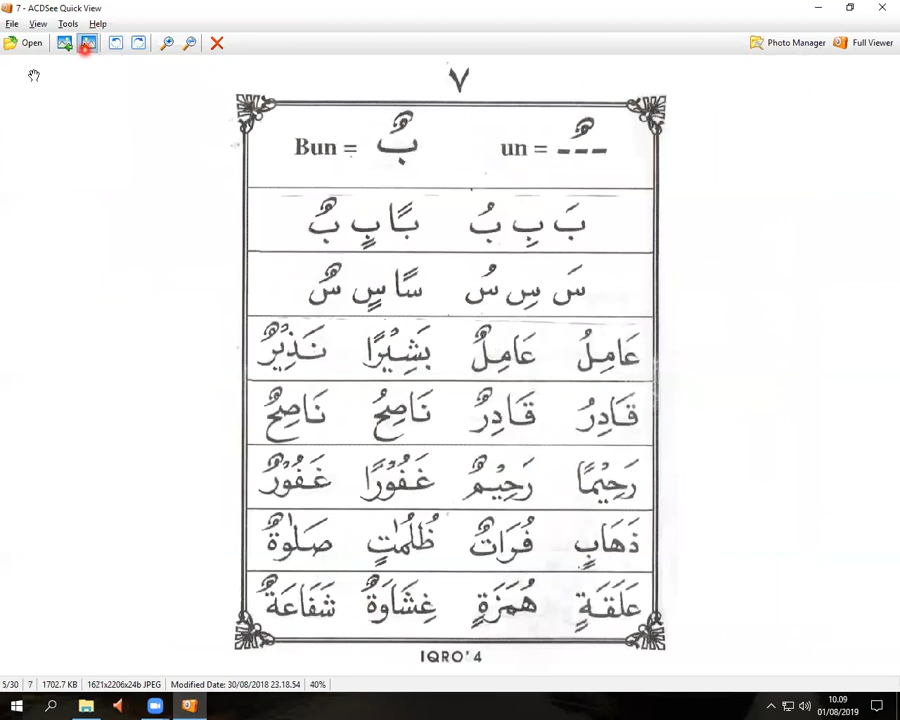 7 - ACDSee Quick View
File View Tools Help
Open Photo Manager Full Viewer
٧
ـٌ = un بٌ = Bun
بَ بِ بُ بًا بٍ بٌ
سَ سِ سُ سًا سٍ سٌ
عَامِلُ عَامِلٌ بَشِيْرًا نَذِيْرٌ
قَادِرُ قَادِرٌ نَاصِحُ نَاصِحٌ
رَحِيْمًا رَحِيْمٌ غَفُوْرًا غَفُوْرٌ
ذَهَابٍ فُرَاتٌ ظُلُمٰتٍ صَلٰوةٌ
عَلَقَةٍ هُمَزَةٍ غِشَاوَةٌ شَفَاعَةٌ
IQRO'4
5/30 7 1702.7 KB 1621x2206x24b JPEG Modified Date: 30/08/2018 23.18.54 40%
10.09
01/08/2019